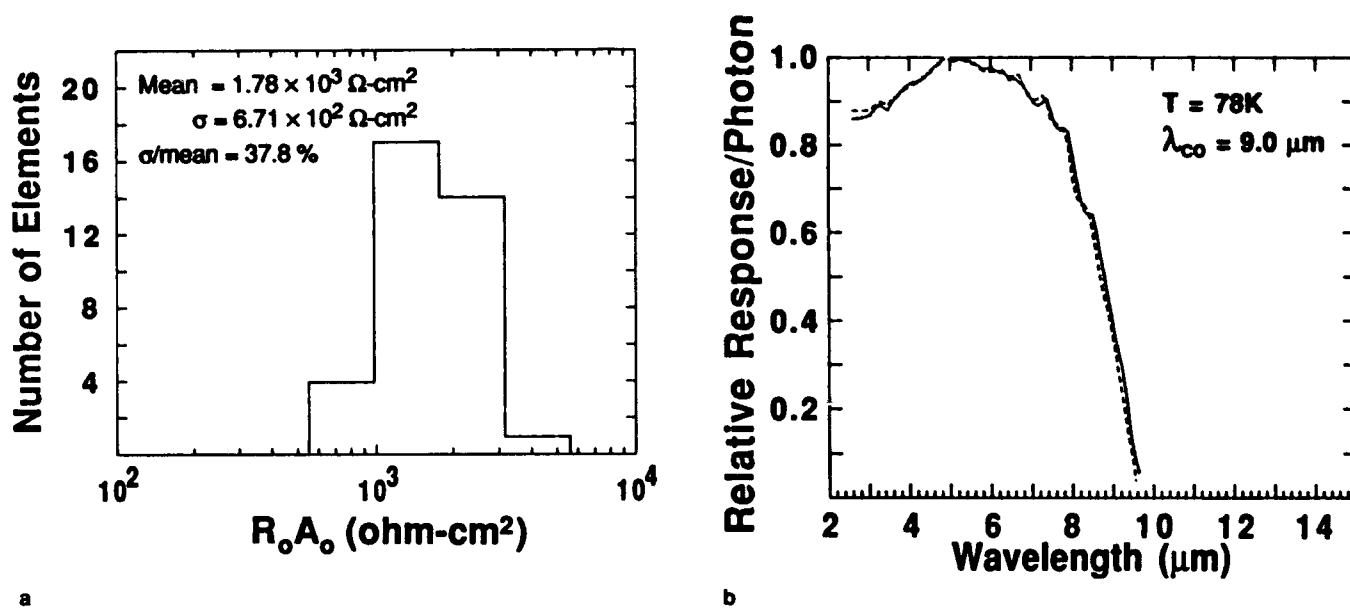 Number of Elements
20
16
12
8
4
Mean = 1.78 × 10³ Ω-cm²
σ = 6.71 × 10² Ω-cm²
σ/mean = 37.8 %
10² 10³ 10⁴
RₒAₒ (ohm-cm²)
a
Relative Response/Photon
1.0
0.8
0.6
0.4
0.2
T = 78K
λCO = 9.0 μm
2 4 6 8 10 12 14
Wavelength (μm)
b